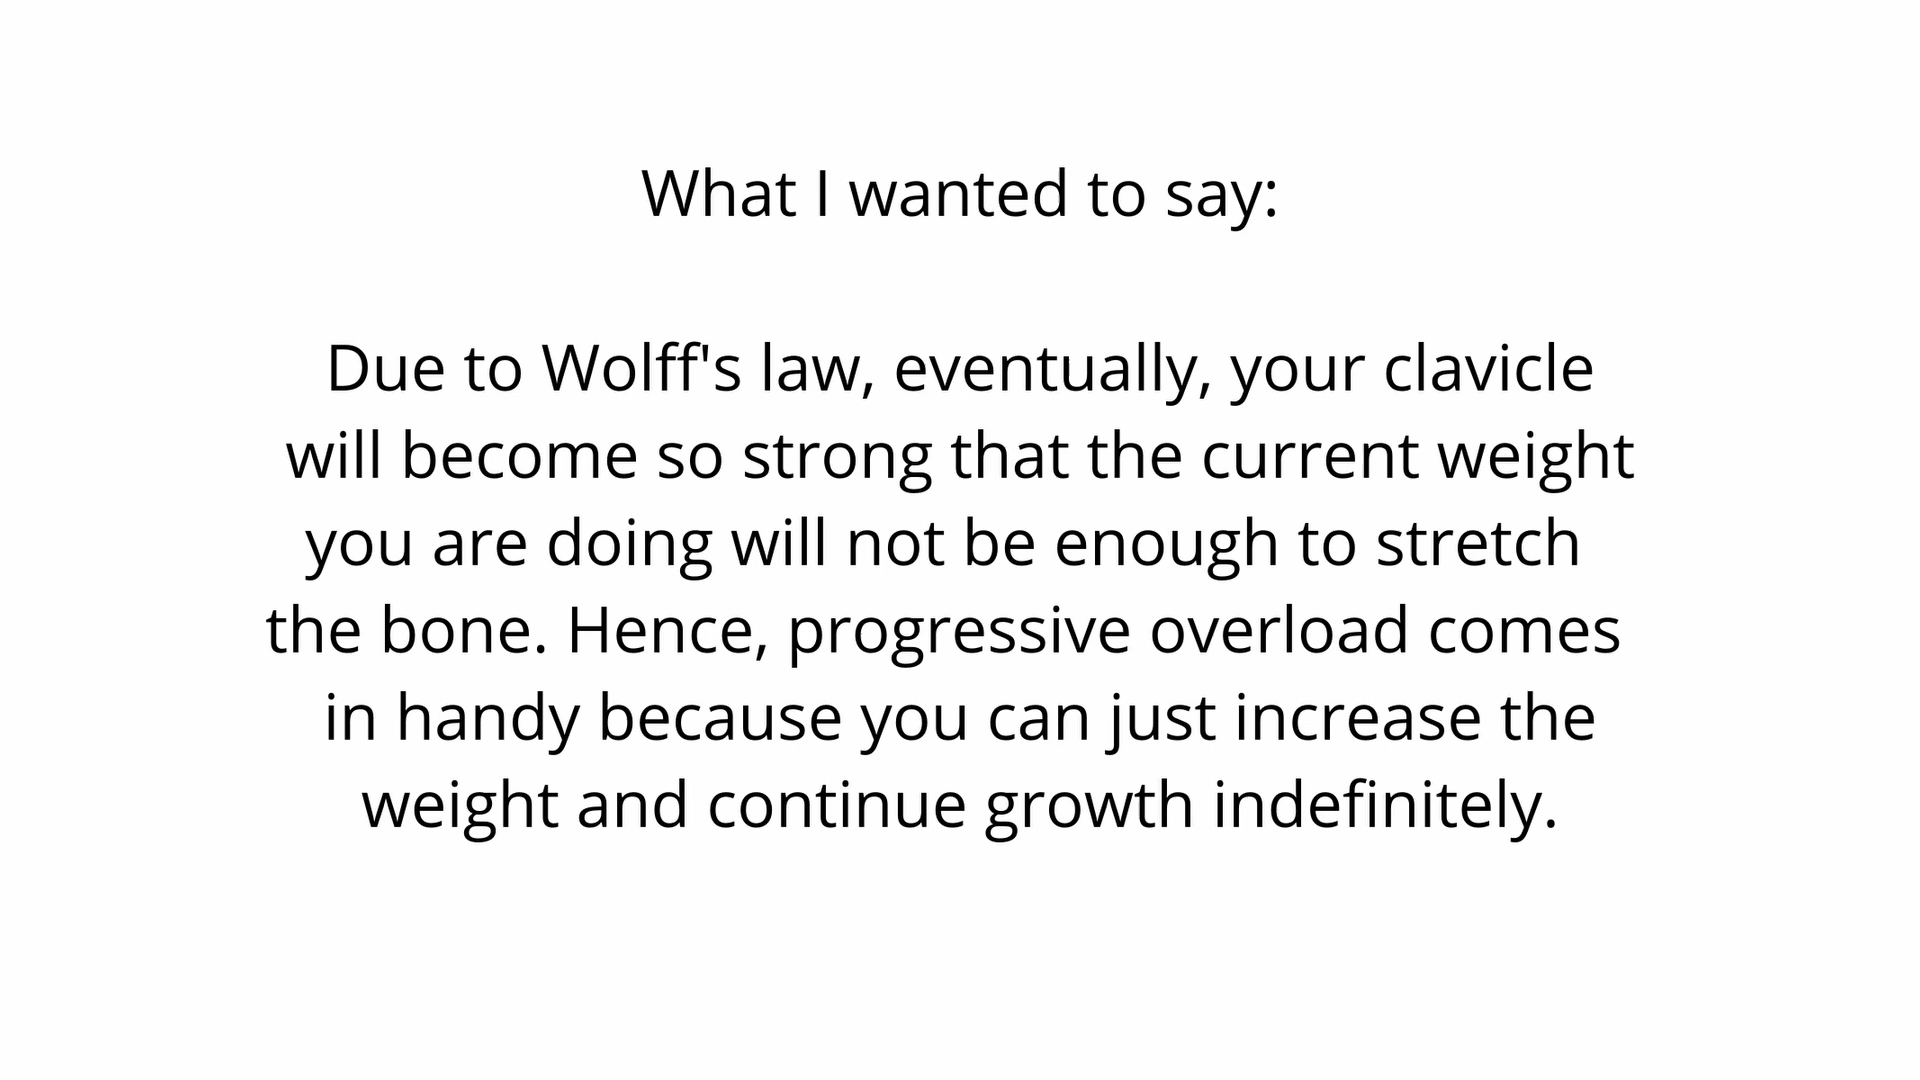 What I wanted to say:
Due to Wolff's law, eventually, your clavicle
will become so strong that the current weight
you are doing will not be enough to stretch
the bone. Hence, progressive overload comes
in handy because you can just increase the
weight and continue growth indefinitely.